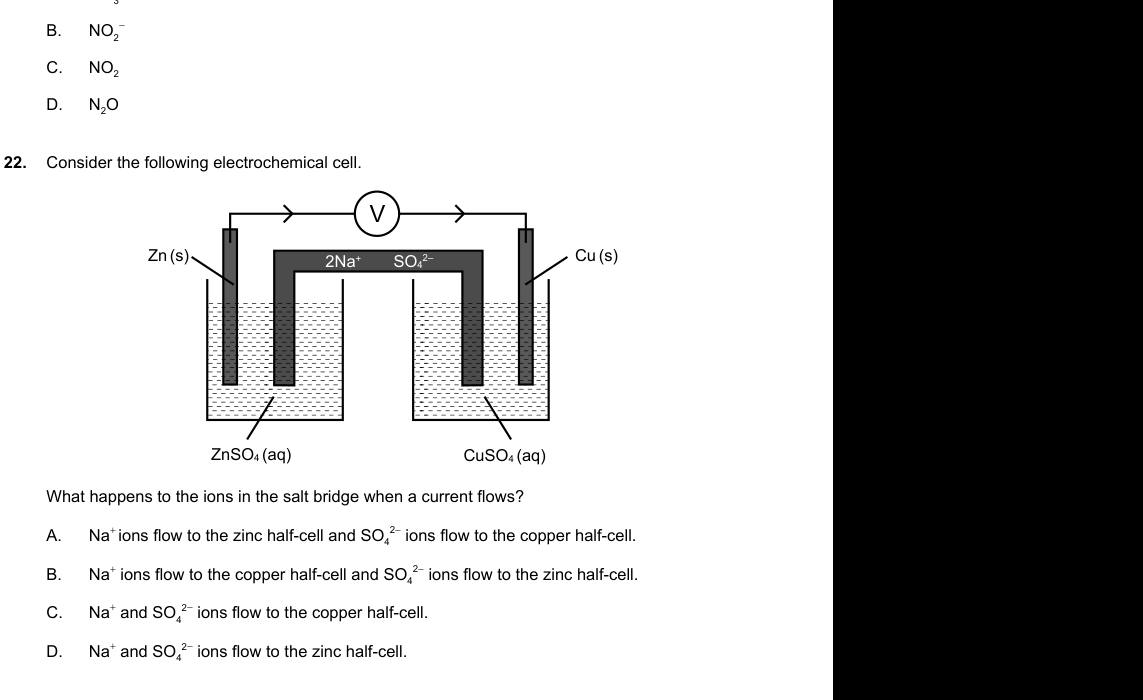 B. NO₂⁻
C. NO₂
D. N₂O
22. Consider the following electrochemical cell.
V
Zn (s)
2Na⁺ SO₄²⁻
Cu (s)
ZnSO₄ (aq)
CuSO₄ (aq)
What happens to the ions in the salt bridge when a current flows?
A. Na⁺ ions flow to the zinc half-cell and SO₄²⁻ ions flow to the copper half-cell.
B. Na⁺ ions flow to the copper half-cell and SO₄²⁻ ions flow to the zinc half-cell.
C. Na⁺ and SO₄²⁻ ions flow to the copper half-cell.
D. Na⁺ and SO₄²⁻ ions flow to the zinc half-cell.